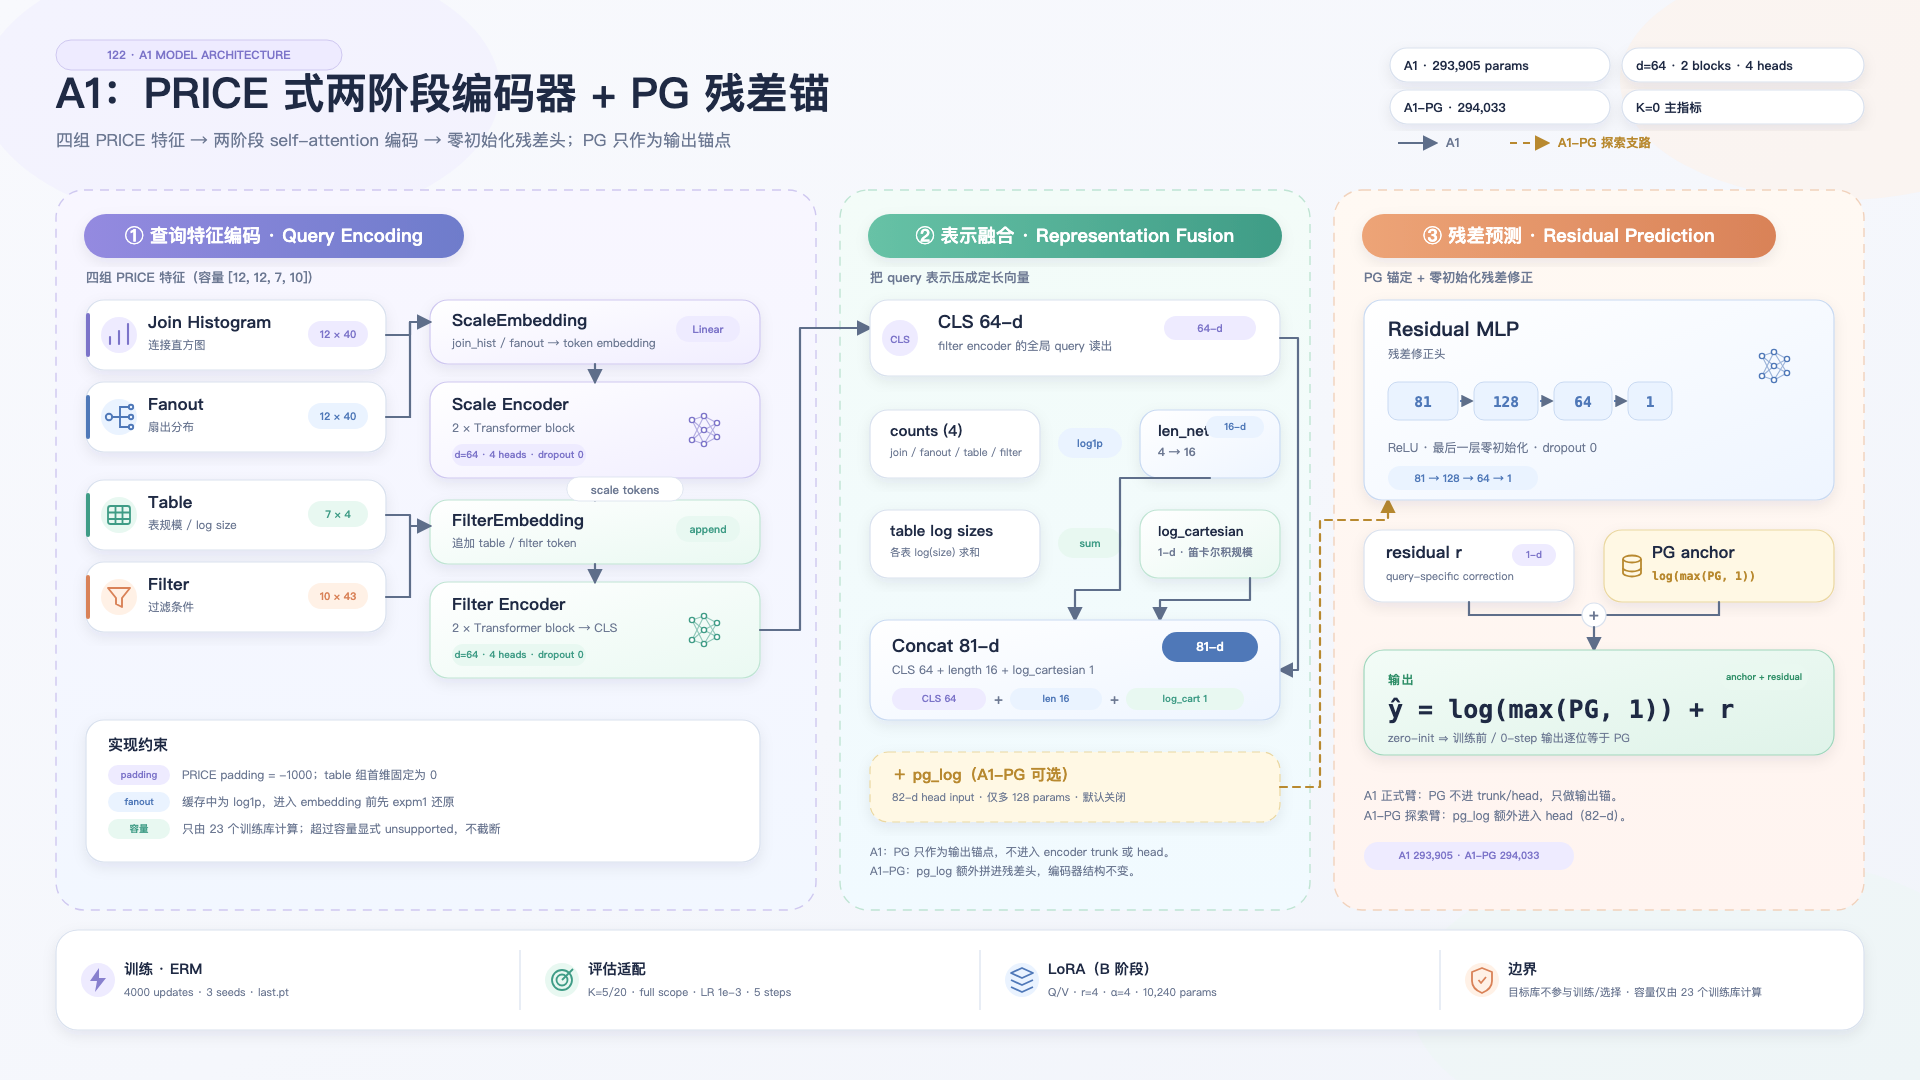 122 · A1 MODEL ARCHITECTURE
A1：PRICE 式两阶段编码器 + PG 残差锚
四组 PRICE 特征 → 两阶段 self-attention 编码 → 零初始化残差头；PG 只作为输出锚点
A1 · 293,905 params
d=64 · 2 blocks · 4 heads
A1-PG · 294,033
K=0 主指标
A1
A1-PG 探索支路
① 查询特征编码 · Query Encoding
四组 PRICE 特征（容量 [12, 12, 7, 10]）
Join Histogram
连接直方图
12 × 40
Fanout
扇出分布
12 × 40
Table
表规模 / log size
7 × 4
Filter
过滤条件
10 × 43
ScaleEmbedding
join_hist / fanout → token embedding
Linear
Scale Encoder
2 × Transformer block
d=64 · 4 heads · dropout 0
scale tokens
FilterEmbedding
追加 table / filter token
append
Filter Encoder
2 × Transformer block → CLS
d=64 · 4 heads · dropout 0
实现约束
padding
PRICE padding = -1000；table 组首维固定为 0
fanout
缓存中为 log1p，进入 embedding 前先 expm1 还原
容量
只由 23 个训练库计算；超过容量显式 unsupported，不截断
② 表示融合 · Representation Fusion
把 query 表示压成定长向量
CLS
CLS 64-d
filter encoder 的全局 query 读出
64-d
counts (4)
join / fanout / table / filter
log1p
len_net
16-d
4 → 16
table log sizes
各表 log(size) 求和
sum
log_cartesian
1-d · 笛卡尔积规模
Concat 81-d
CLS 64 + length 16 + log_cartesian 1
81-d
CLS 64 + len 16 + log_cart 1
+ pg_log（A1-PG 可选）
82-d head input · 仅多 128 params · 默认关闭
A1：PG 只作为输出锚点，不进入 encoder trunk 或 head。
A1-PG：pg_log 额外拼进残差头，编码器结构不变。
③ 残差预测 · Residual Prediction
PG 锚定 + 零初始化残差修正
Residual MLP
残差修正头
81
128
64
1
ReLU · 最后一层零初始化 · dropout 0
81 → 128 → 64 → 1
residual r
query-specific correction
1-d
PG anchor
log(max(PG, 1))
+
输出
anchor + residual
ŷ = log(max(PG, 1)) + r
zero-init ⇒ 训练前 / 0-step 输出逐位等于 PG
A1 正式臂：PG 不进 trunk/head，只做输出锚。
A1-PG 探索臂：pg_log 额外进入 head（82-d）。
A1 293,905 · A1-PG 294,033
训练 · ERM
4000 updates · 3 seeds · last.pt
评估适配
K=5/20 · full scope · LR 1e-3 · 5 steps
LoRA（B 阶段）
Q/V · r=4 · α=4 · 10,240 params
边界
目标库不参与训练/选择 · 容量仅由 23 个训练库计算